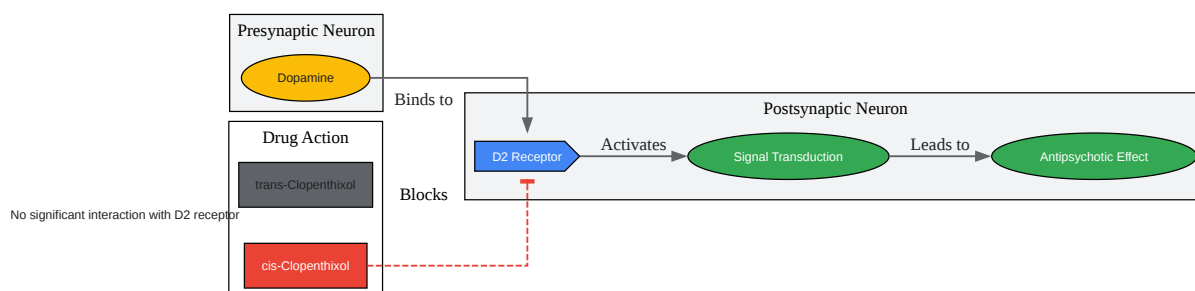 Presynaptic Neuron
Dopamine
Binds to
Postsynaptic Neuron
Drug Action
D2 Receptor
Activates
Signal Transduction
Leads to
Antipsychotic Effect
trans-Clopenthixol
Blocks
No significant interaction with D2 receptor
cis-Clopenthixol